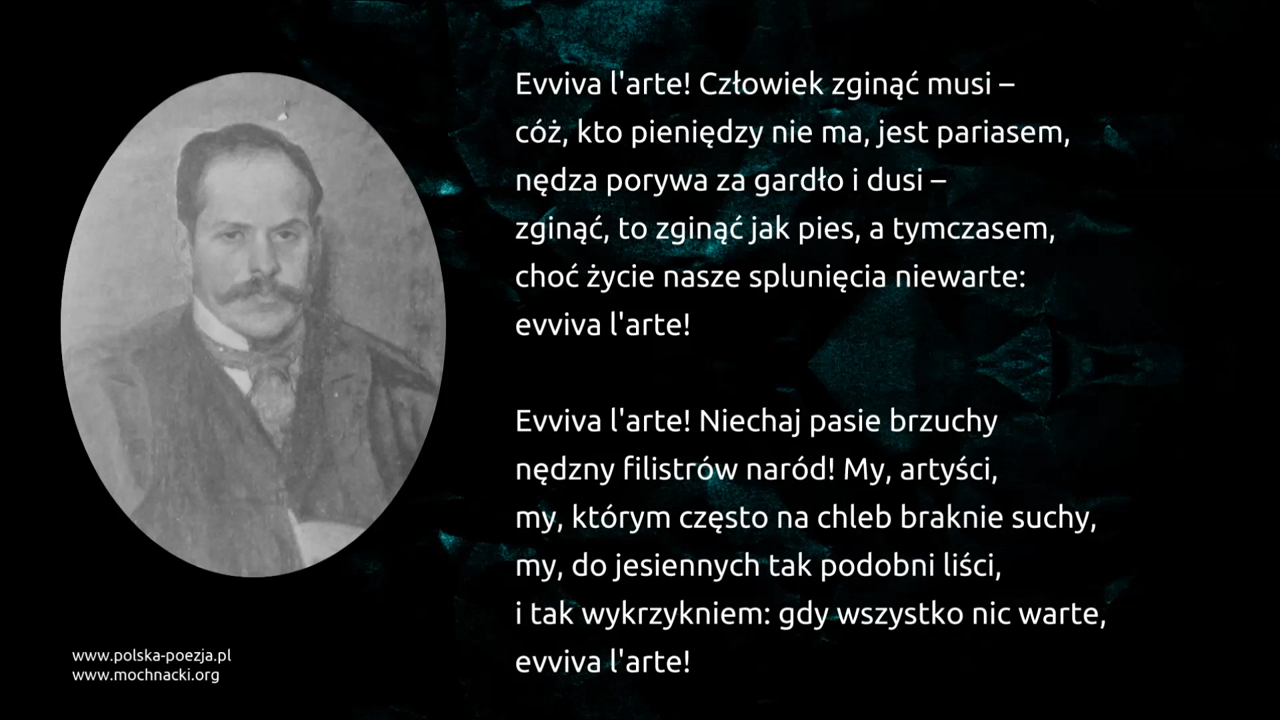 Evviva l'arte! Człowiek zginąć musi –
cóż, kto pieniędzy nie ma, jest pariasem,
nędza porywa za gardło i dusi –
zginąć, to zginąć jak pies, a tymczasem,
choć życie nasze splunięcia niewarte:
evviva l'arte!

Evviva l'arte! Niechaj pasie brzuchy
nędzny filistrów naród! My, artyści,
my, którym często na chleb braknie suchy,
my, do jesiennych tak podobni liści,
i tak wykrzykniem: gdy wszystko nic warte,
evviva l'arte!
www.polska-poezja.pl
www.mochnacki.org